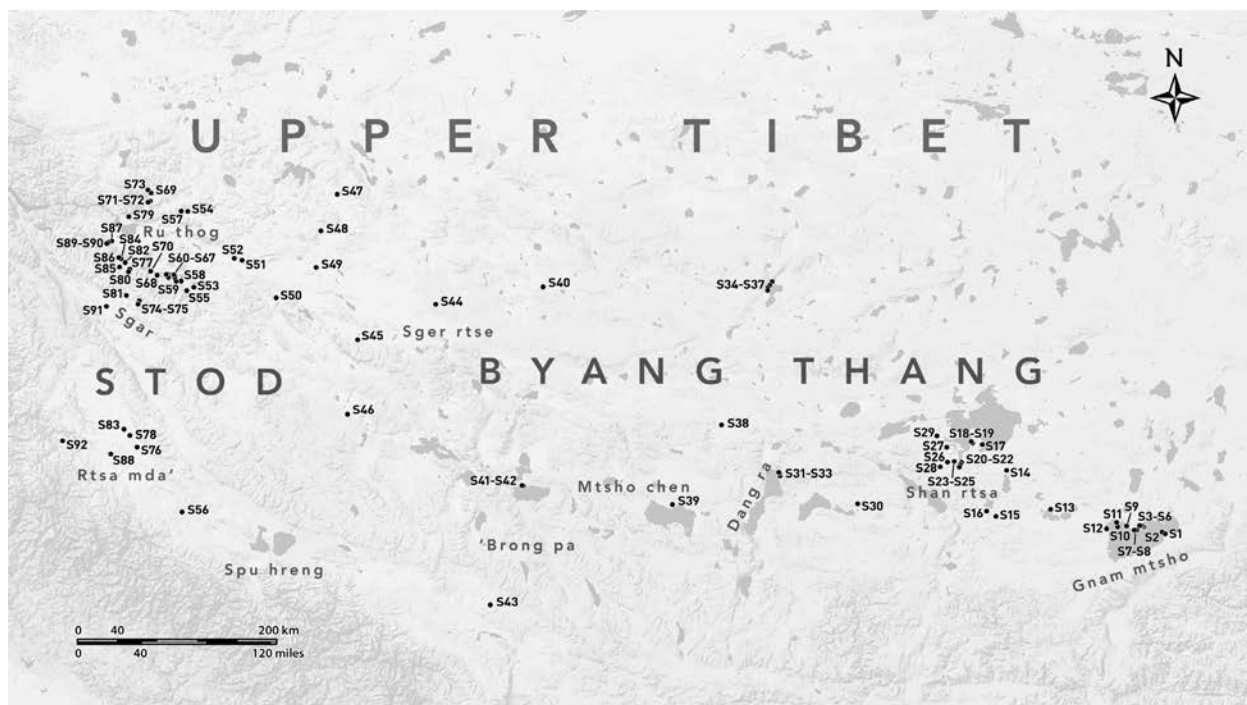 N
UPPER TIBET
S73
S69
S71-S72
S54
S79
S57
S47
Ru thog
S87
S48
S89-S90
S84
S70
S52
S86
S82
S60-S67
S51
S85
S77
S58
S49
S80
S68
S59
S53
S34-S37
S40
S81
S55
S50
S44
S74-S75
S91
Sgar
Sger rtse
S45
STOD
BYANG THANG
S46
S83
S78
S38
S29
S18-S19
S92
S76
S27
S17
S88
S26
S20-S22
Rtsa mda'
S28
S14
S41-S42
S31-S33
S23-S25
Mtsho chen
Dang ra
Shan rtsa
S39
S30
S56
S16
S15
S13
S9
S11
S3-S6
S12
S10
S2
S1
S7-S8
'Brong pa
Gnam mtsho
Spu hreng
S43
0 40 200 km
0 40 120 miles